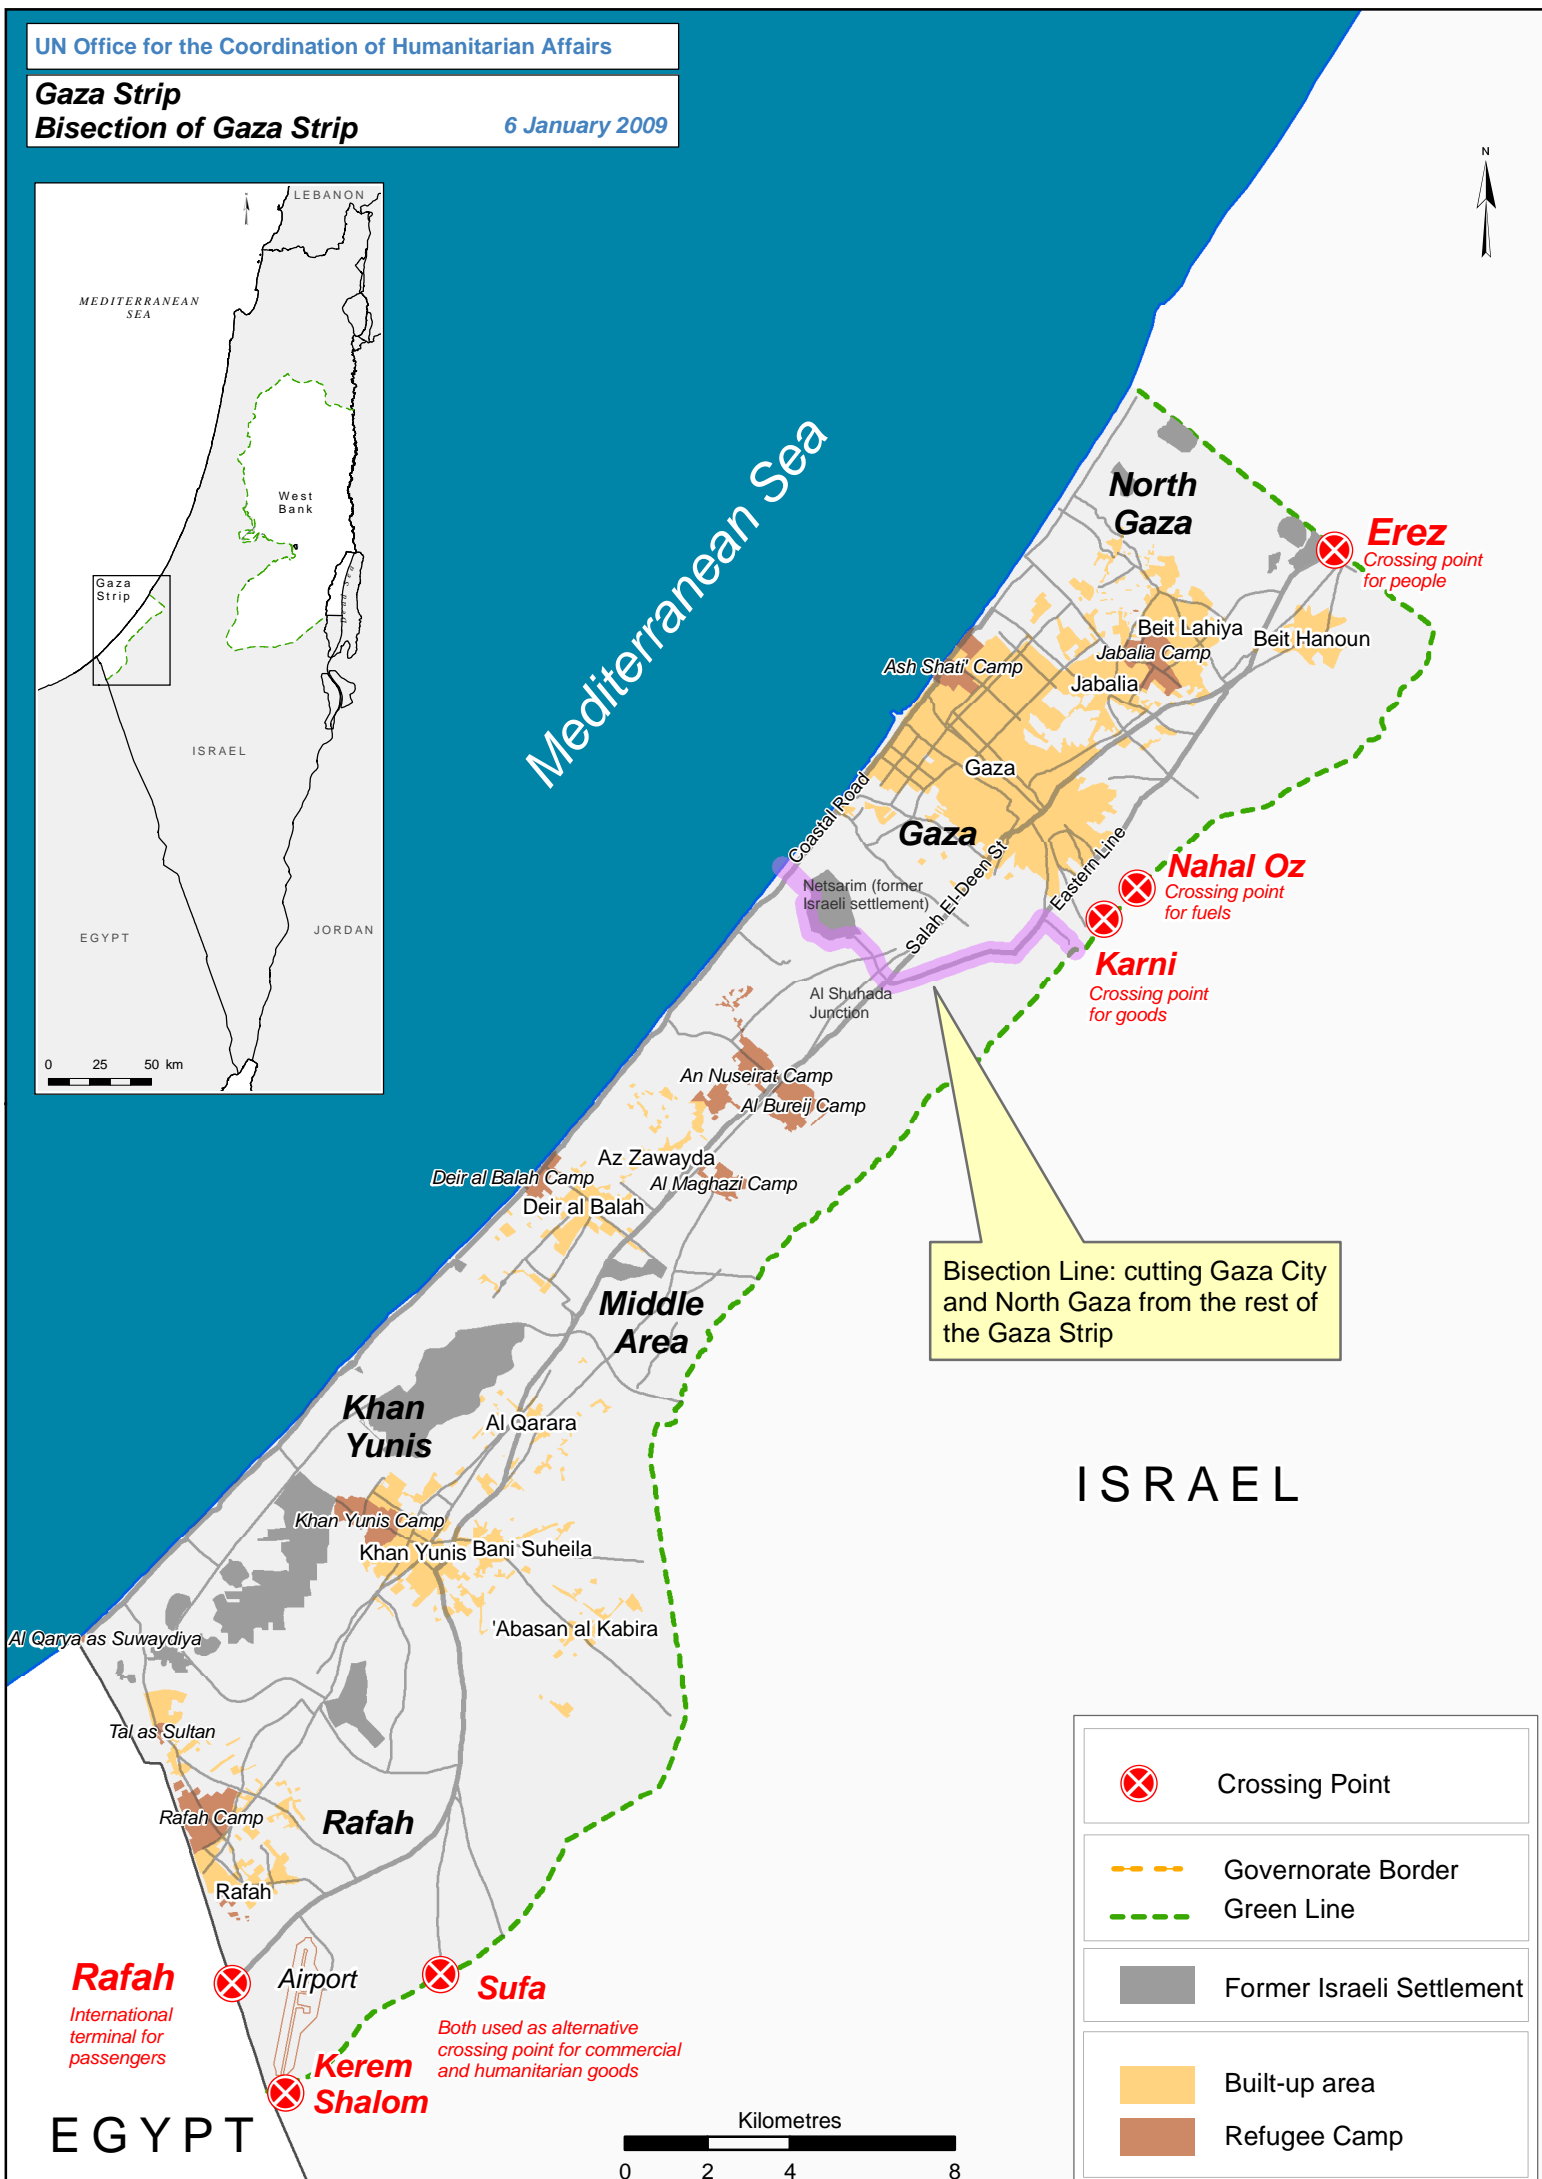 UN Office for the Coordination of Humanitarian Affairs
Gaza Strip
Bisection of Gaza Strip
6 January 2009
LEBANON
MEDITERRANEAN
SEA
West
Bank
Gaza
Strip
Dead Sea
ISRAEL
EGYPT
JORDAN
0 25 50 km
N
Mediterranean Sea
North
Gaza
Erez
Crossing point
for people
Beit Lahiya
Beit Hanoun
Jabalia Camp
Ash Shati' Camp
Jabalia
Gaza
Coastal Road
Gaza
Salah El-Deen St
Eastern Line
Nahal Oz
Crossing point
for fuels
Netsarim (former
Israeli settlement)
Karni
Crossing point
for goods
Al Shuhada
Junction
An Nuseirat Camp
Al Bureij Camp
Az Zawayda
Deir al Balah Camp
Al Maghazi Camp
Deir al Balah
Bisection Line: cutting Gaza City
and North Gaza from the rest of
the Gaza Strip
Middle
Area
Khan
Yunis
Al Qarara
ISRAEL
Khan Yunis Camp
Khan Yunis
Bani Suheila
'Abasan al Kabira
Al Qarya as Suwaydiya
Tal as Sultan
Rafah Camp
Rafah
Rafah
Rafah
International
terminal for
passengers
Airport
Sufa
Both used as alternative
crossing point for commercial
and humanitarian goods
Kerem
Shalom
EGYPT
Kilometres
0 2 4 8
Crossing Point
Governorate Border
Green Line
Former Israeli Settlement
Built-up area
Refugee Camp